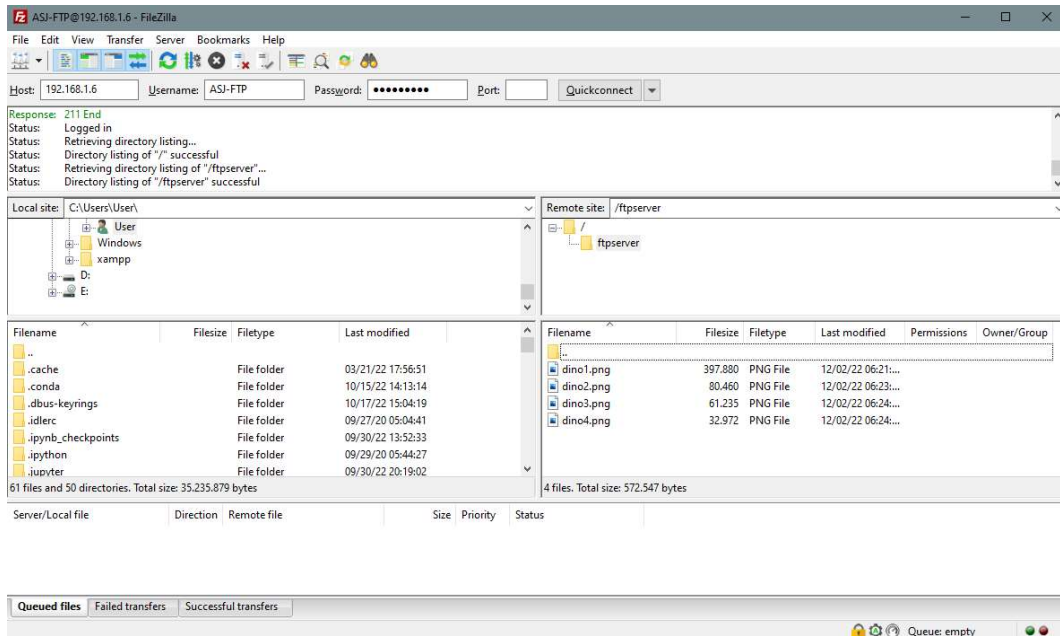 ASJ-FTP@192.168.1.6 - FileZilla
File Edit View Transfer Server Bookmarks Help
Host: 192.168.1.6 Username: ASJ-FTP Password: ●●●●●●●●● Port: Quickconnect
Response: 211 End
Status: Logged in
Status: Retrieving directory listing...
Status: Directory listing of "/" successful
Status: Retrieving directory listing of "/ftpserver"...
Status: Directory listing of "/ftpserver" successful
Local site: C:\Users\User\
User
Windows
xampp
D:
E:
Remote site: /ftpserver
/
ftpserver
Filename Filesize Filetype Last modified
..
.cache File folder 03/21/22 17:56:51
.conda File folder 10/15/22 14:13:14
.dbus-keyrings File folder 10/17/22 15:04:19
.idlerc File folder 09/27/20 05:04:41
.ipynb_checkpoints File folder 09/30/22 13:52:33
.ipython File folder 09/29/20 05:44:27
.jupyter File folder 09/30/22 20:19:02
61 files and 50 directories. Total size: 35.235.879 bytes
Filename Filesize Filetype Last modified Permissions Owner/Group
..
dino1.png 397.880 PNG File 12/02/22 06:21:...
dino2.png 80.460 PNG File 12/02/22 06:23:...
dino3.png 61.235 PNG File 12/02/22 06:24:...
dino4.png 32.972 PNG File 12/02/22 06:24:...
4 files. Total size: 572.547 bytes
Server/Local file Direction Remote file Size Priority Status
Queued files Failed transfers Successful transfers
Queue: empty